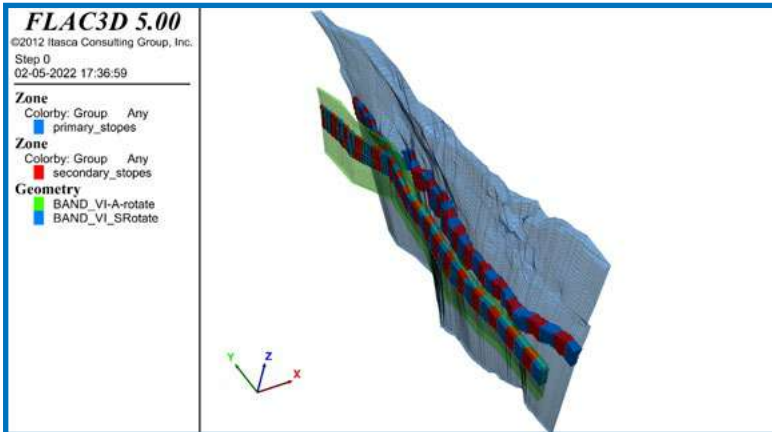 FLAC3D 5.00
©2012 Itasca Consulting Group, Inc.
Step 0
02-05-2022 17:36:59
Zone
Colorby: Group Any
primary_stopes
Zone
Colorby: Group Any
secondary_stopes
Geometry
BAND_VI-A-rotate
BAND_VI_SRotate
Y
Z
X